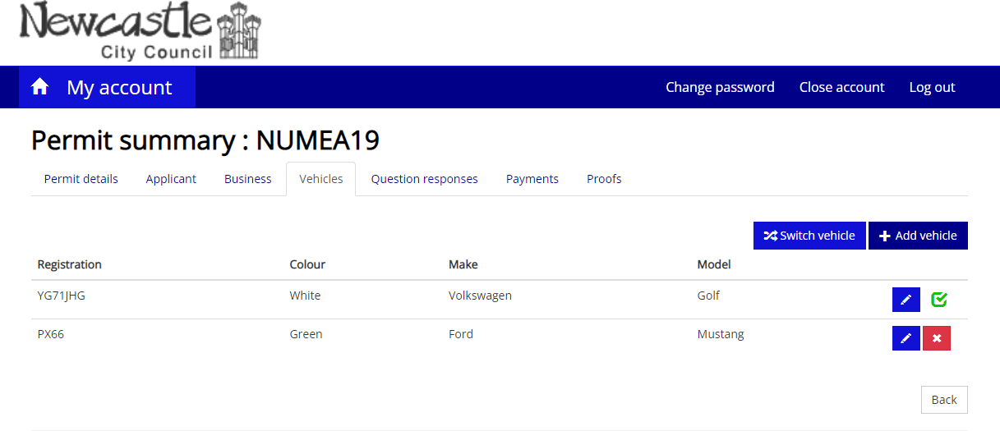 Newcastle
City Council
My account Change password Close account Log out
Permit summary : NUMEA19
Permit details Applicant Business Vehicles Question responses Payments Proofs
Switch vehicle Add vehicle
Registration Colour Make Model
YG71JHG White Volkswagen Golf
PX66 Green Ford Mustang
Back